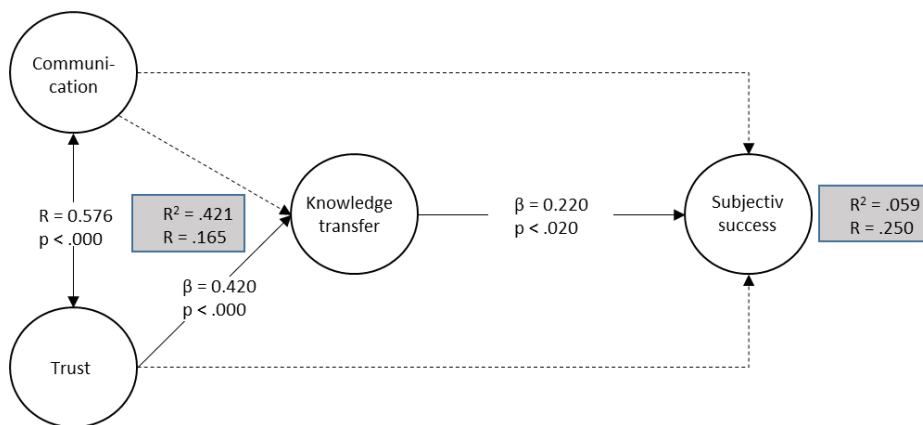 Communi-
cation
R = 0.576
p < .000
R² = .421
R = .165
Knowledge
transfer
β = 0.220
p < .020
Subjectiv
success
R² = .059
R = .250
β = 0.420
p < .000
Trust